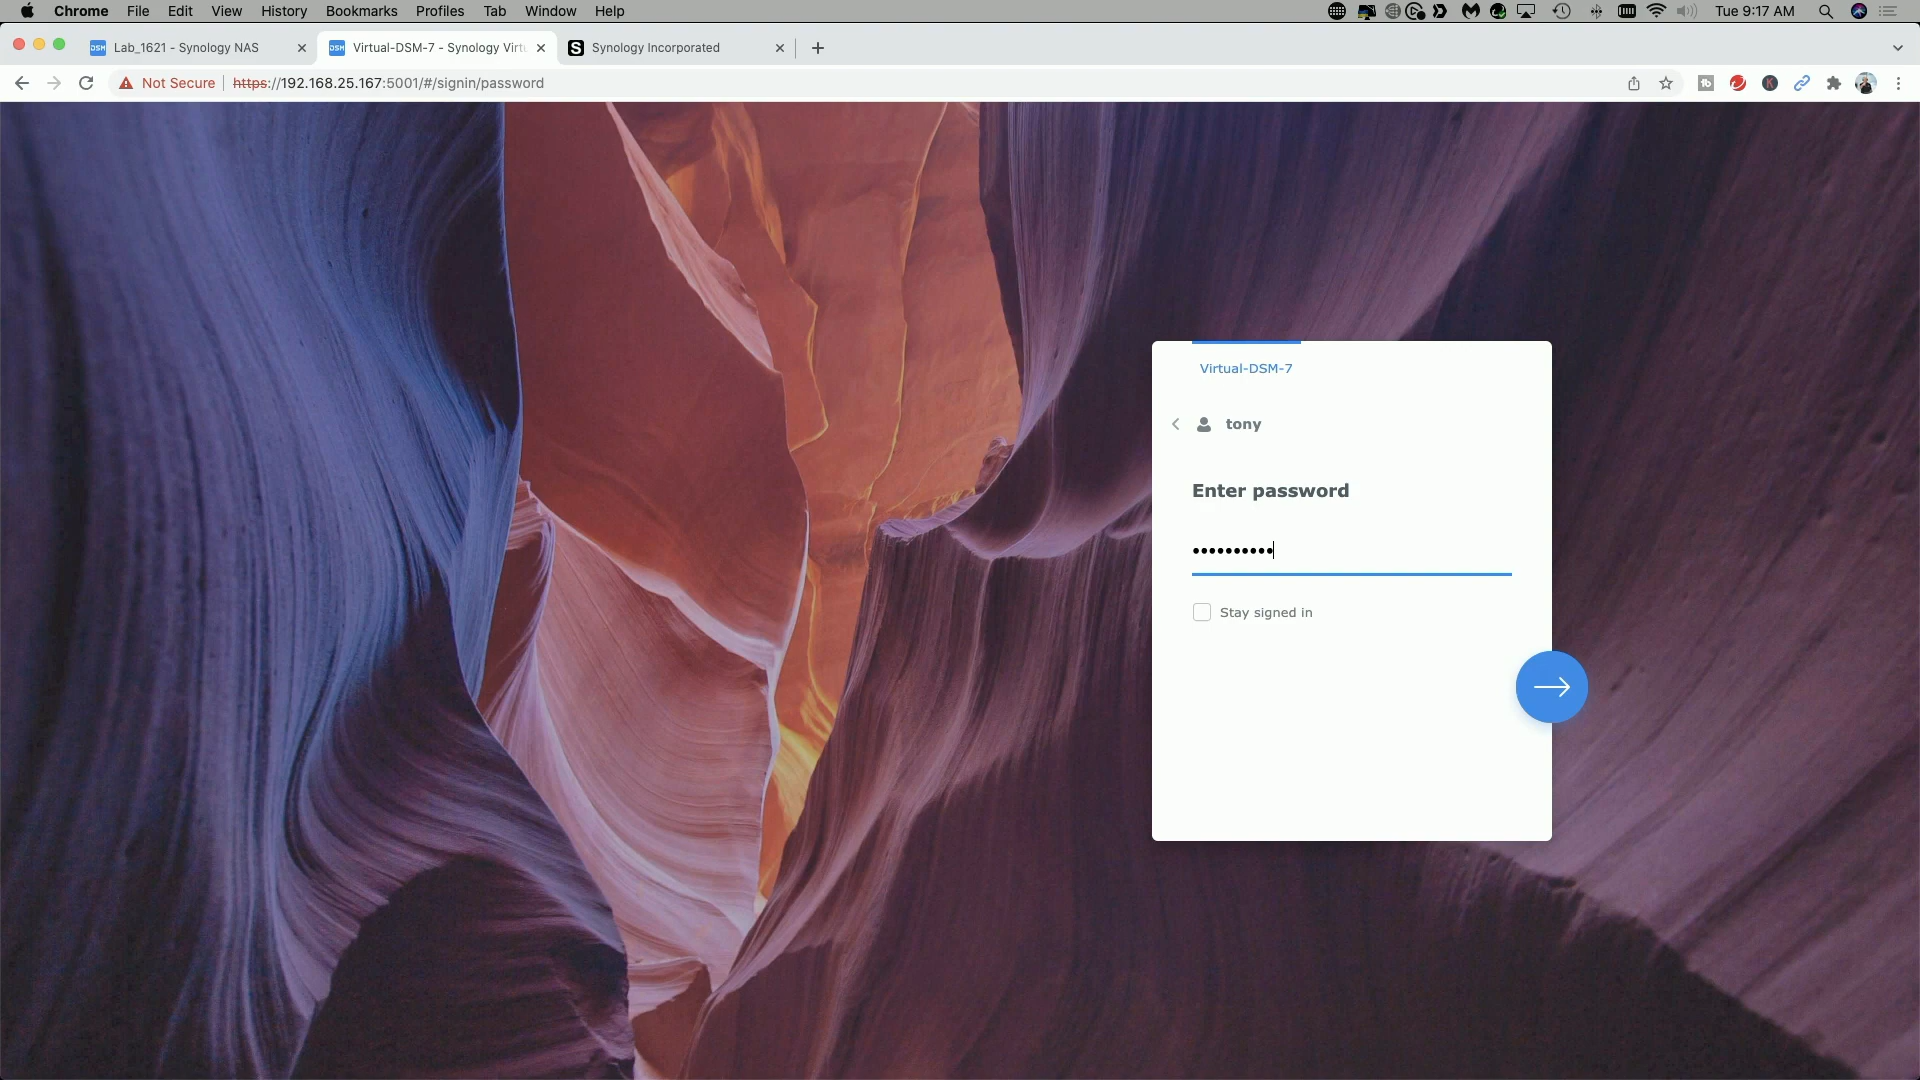 Chrome File Edit View History Bookmarks Profiles Tab Window Help Tue 9:17 AM
DSM Lab_1621 - Synology NAS DSM Virtual-DSM-7 - Synology Virtu S Synology Incorporated
Not Secure https://192.168.25.167:5001/#/signin/password
Virtual-DSM-7
tony
Enter password
Stay signed in